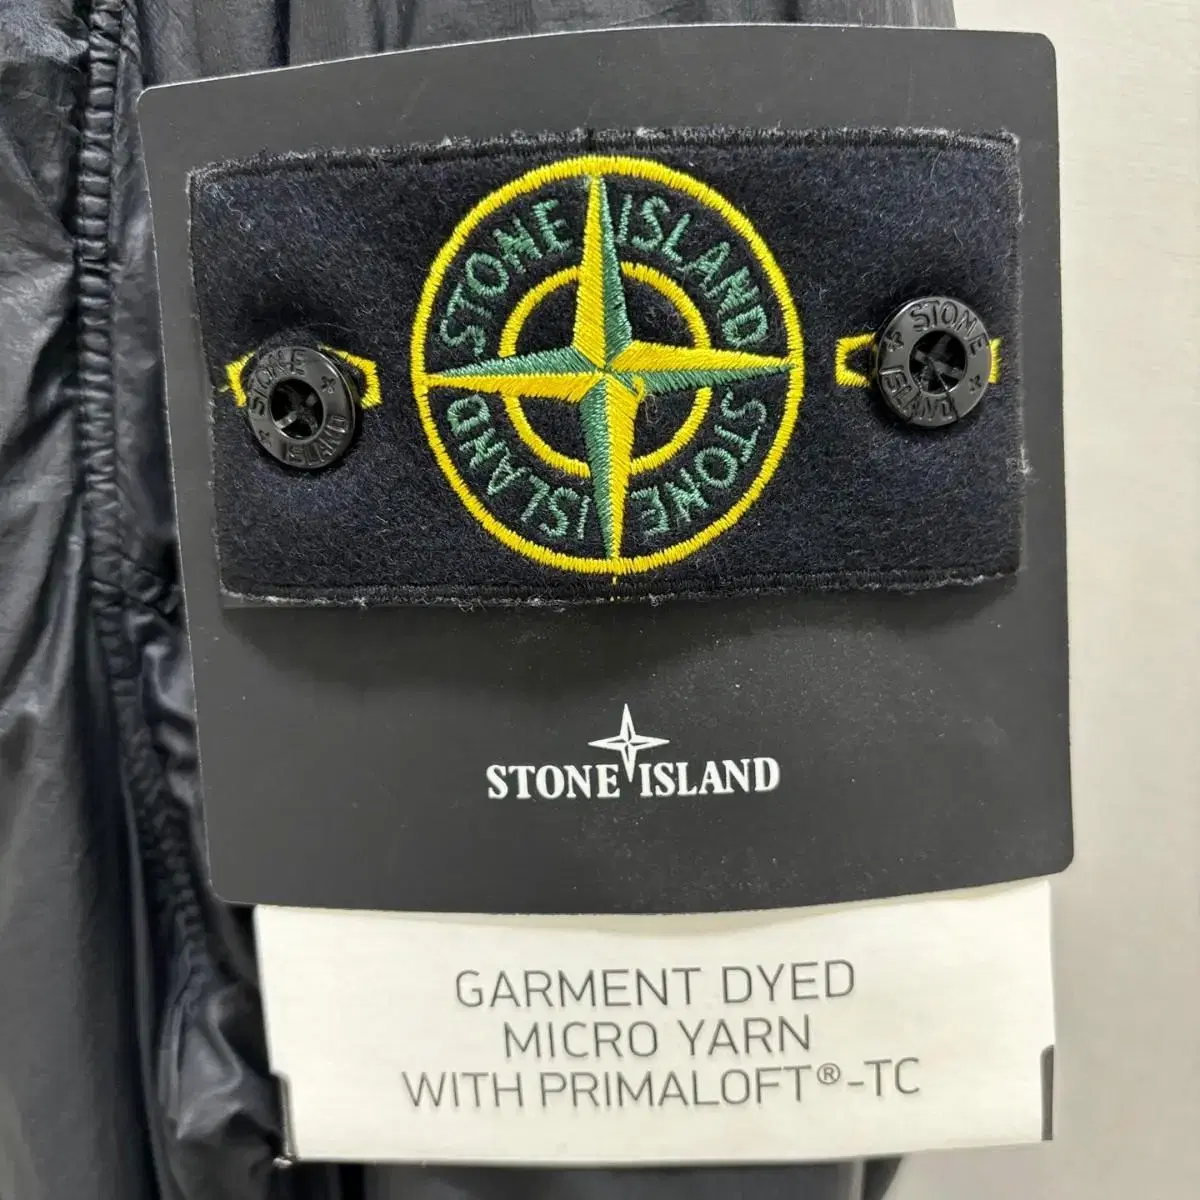 STONE ISLAND
STONE ISLAND
STONE ISLAND
STONE ISLAND
STONE ISLAND
GARMENT DYED
MICRO YARN
WITH PRIMALOFT®-TC